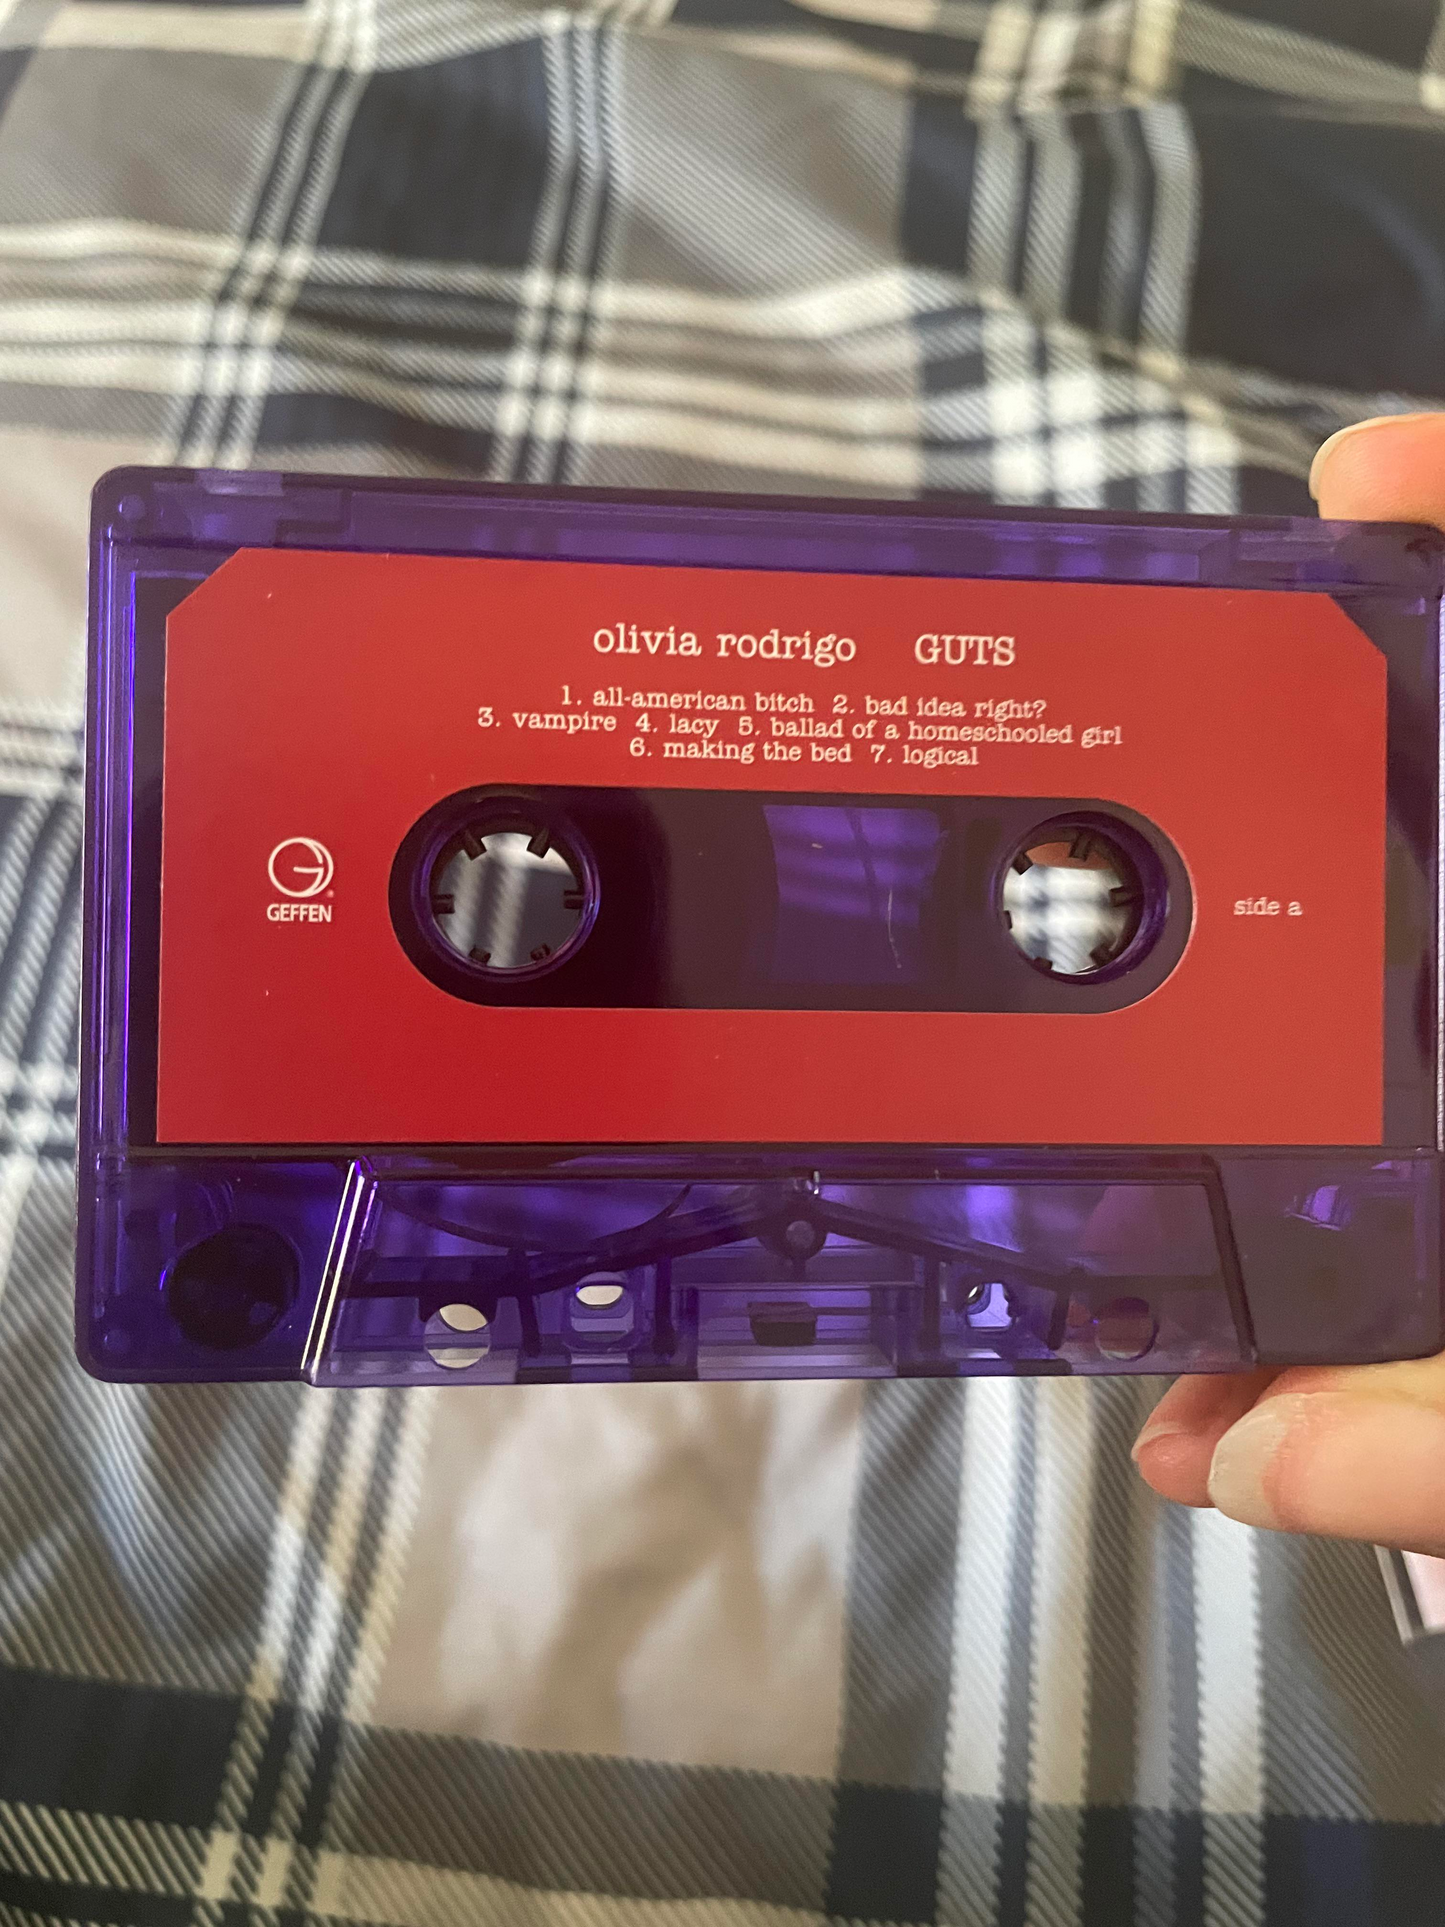 olivia rodrigo GUTS
1. all-american bitch 2. bad idea right?
3. vampire 4. lacy 5. ballad of a homeschooled girl
6. making the bed 7. logical
G
GEFFEN
side a